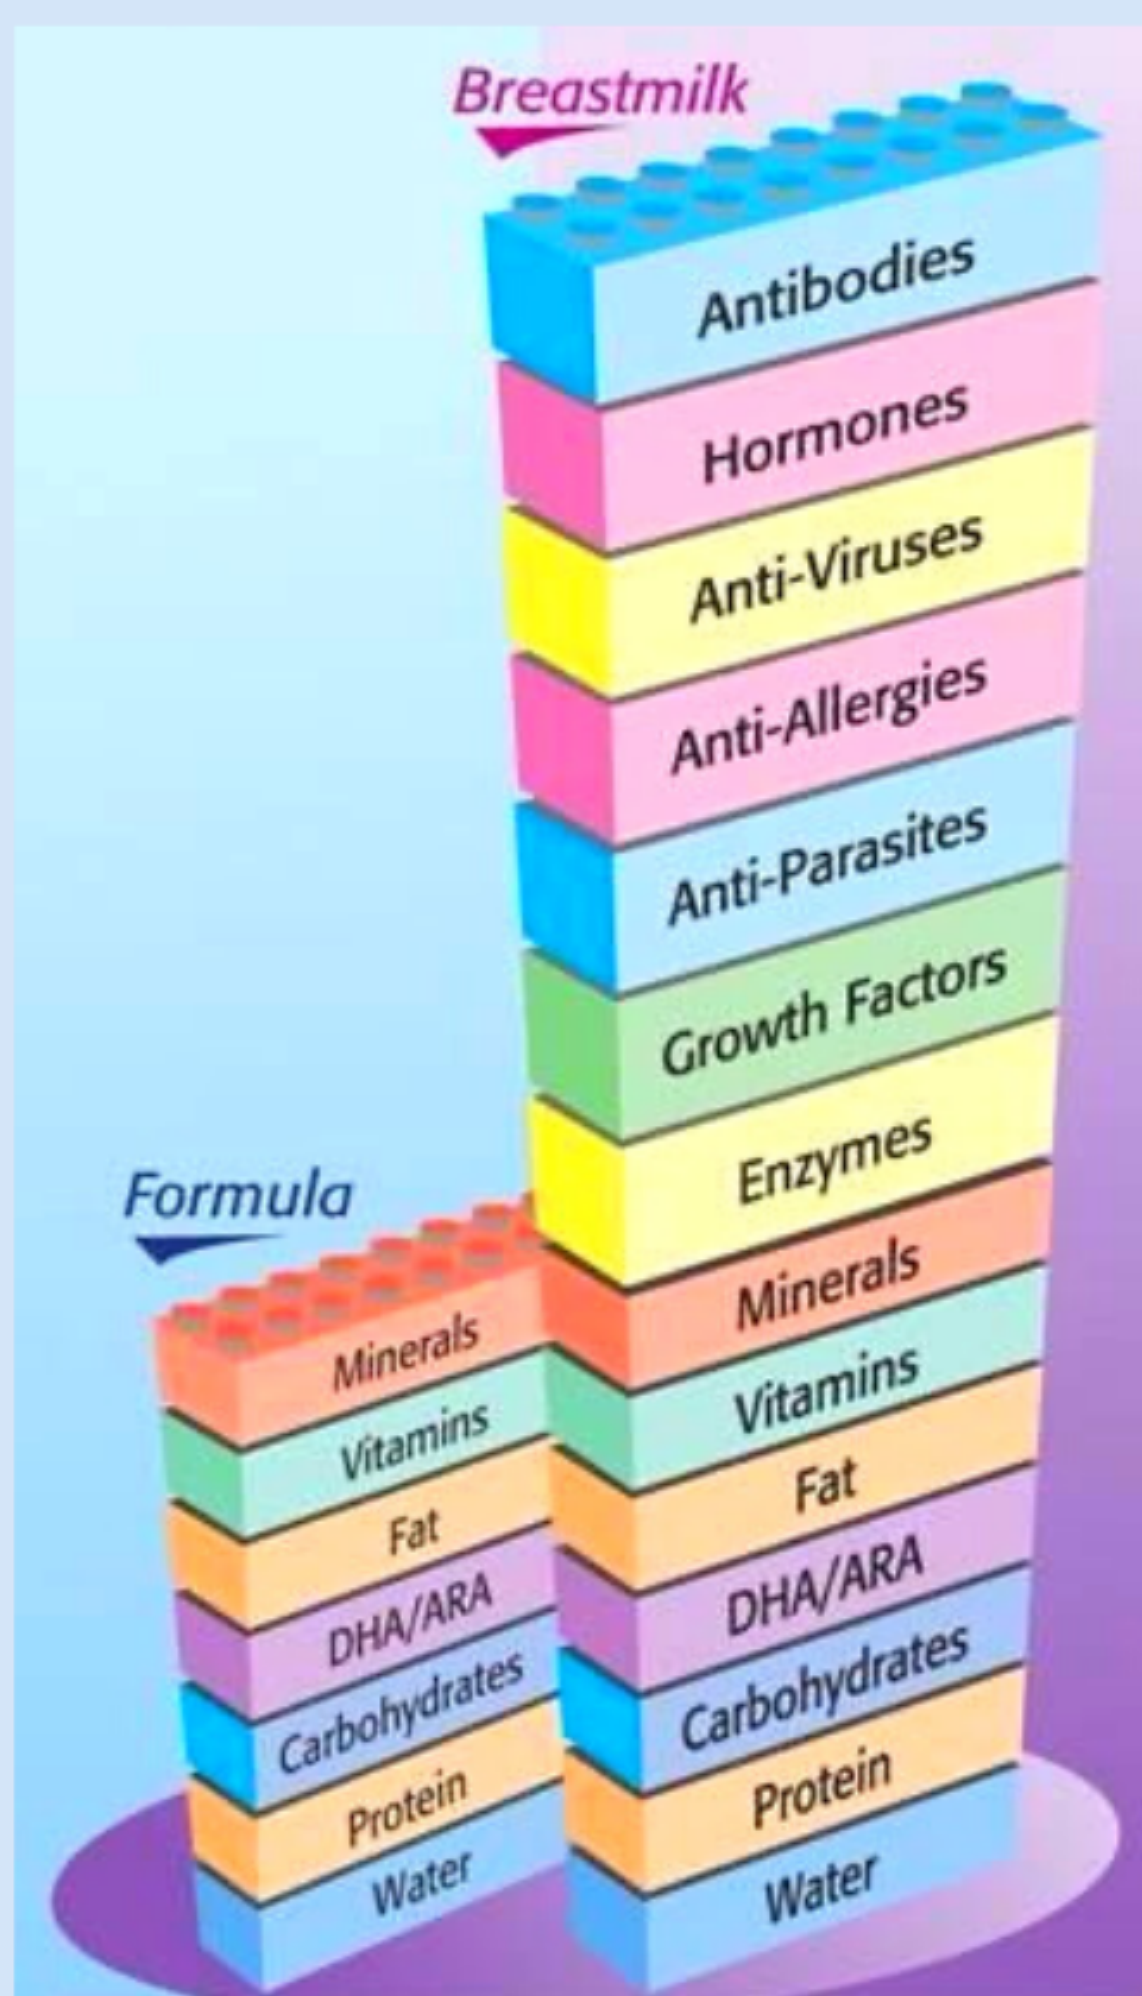 Breastmilk
Antibodies
Hormones
Anti-Viruses
Anti-Allergies
Anti-Parasites
Growth Factors
Enzymes
Minerals
Vitamins
Fat
DHA/ARA
Carbohydrates
Protein
Water
Formula
Minerals
Vitamins
Fat
DHA/ARA
Carbohydrates
Protein
Water